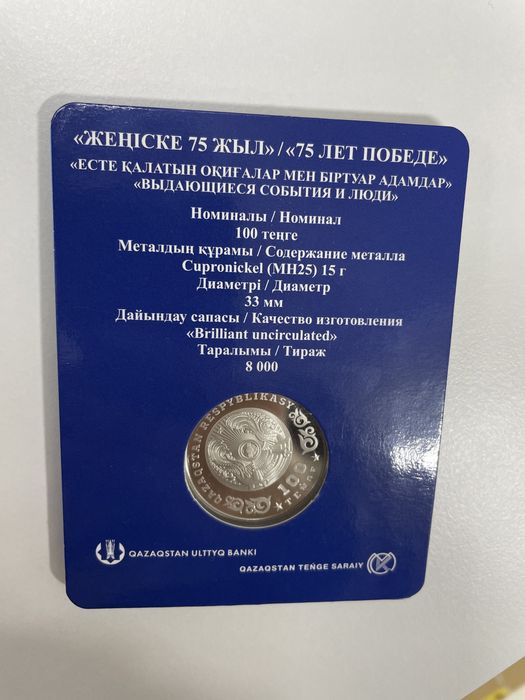 «ЖЕҢІСКЕ 75 ЖЫЛ» / «75 ЛЕТ ПОБЕДЕ»
«ЕСТЕ ҚАЛАТЫН ОҚИҒАЛАР МЕН БІРТУАР АДАМДАР»
«ВЫДАЮЩИЕСЯ СОБЫТИЯ И ЛЮДИ»
Номиналы / Номинал
100 теңге
Металдың құрамы / Содержание металла
Cupronickel (МН25) 15 г
Диаметрі / Диаметр
33 мм
Дайындау сапасы / Качество изготовления
«Brilliant uncirculated»
Таралымы / Тираж
8 000
QAZAQSTAN RESPÝBLIKASY
100
TEŃGE
QAZAQSTAN ULTTYQ BANKI
QAZAQSTAN TEŃGE SARAIY